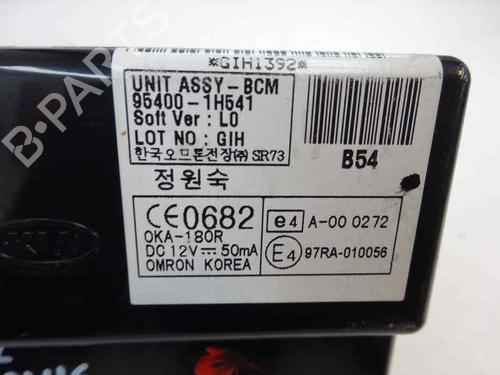 *GIH1392*
UNIT ASSY-BCM
95400-1H541
Soft Ver : L0
LOT NO : GIH
한국오므론전장㈜ SIR73
B54
정원숙
CE0682
OKA-180R
DC 12V⎓50mA
OMRON KOREA
e4 A-00 0272
E4 97RA-010056
KIA
B-PARTS